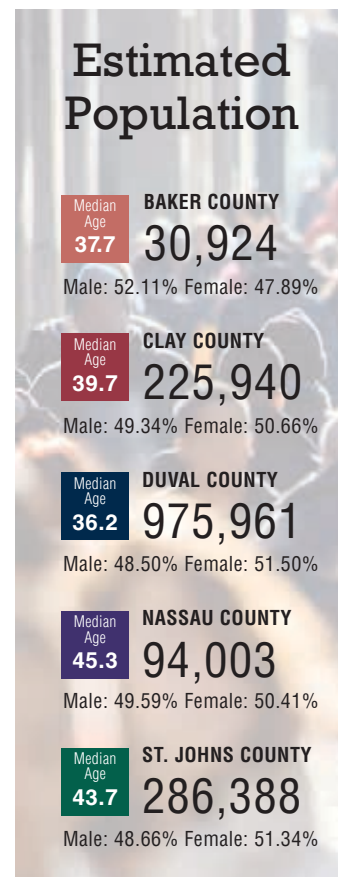 Estimated
Population
Median
Age
37.7
BAKER COUNTY
30,924
Male: 52.11% Female: 47.89%
Median
Age
39.7
CLAY COUNTY
225,940
Male: 49.34% Female: 50.66%
Median
Age
36.2
DUVAL COUNTY
975,961
Male: 48.50% Female: 51.50%
Median
Age
45.3
NASSAU COUNTY
94,003
Male: 49.59% Female: 50.41%
Median
Age
43.7
ST. JOHNS COUNTY
286,388
Male: 48.66% Female: 51.34%